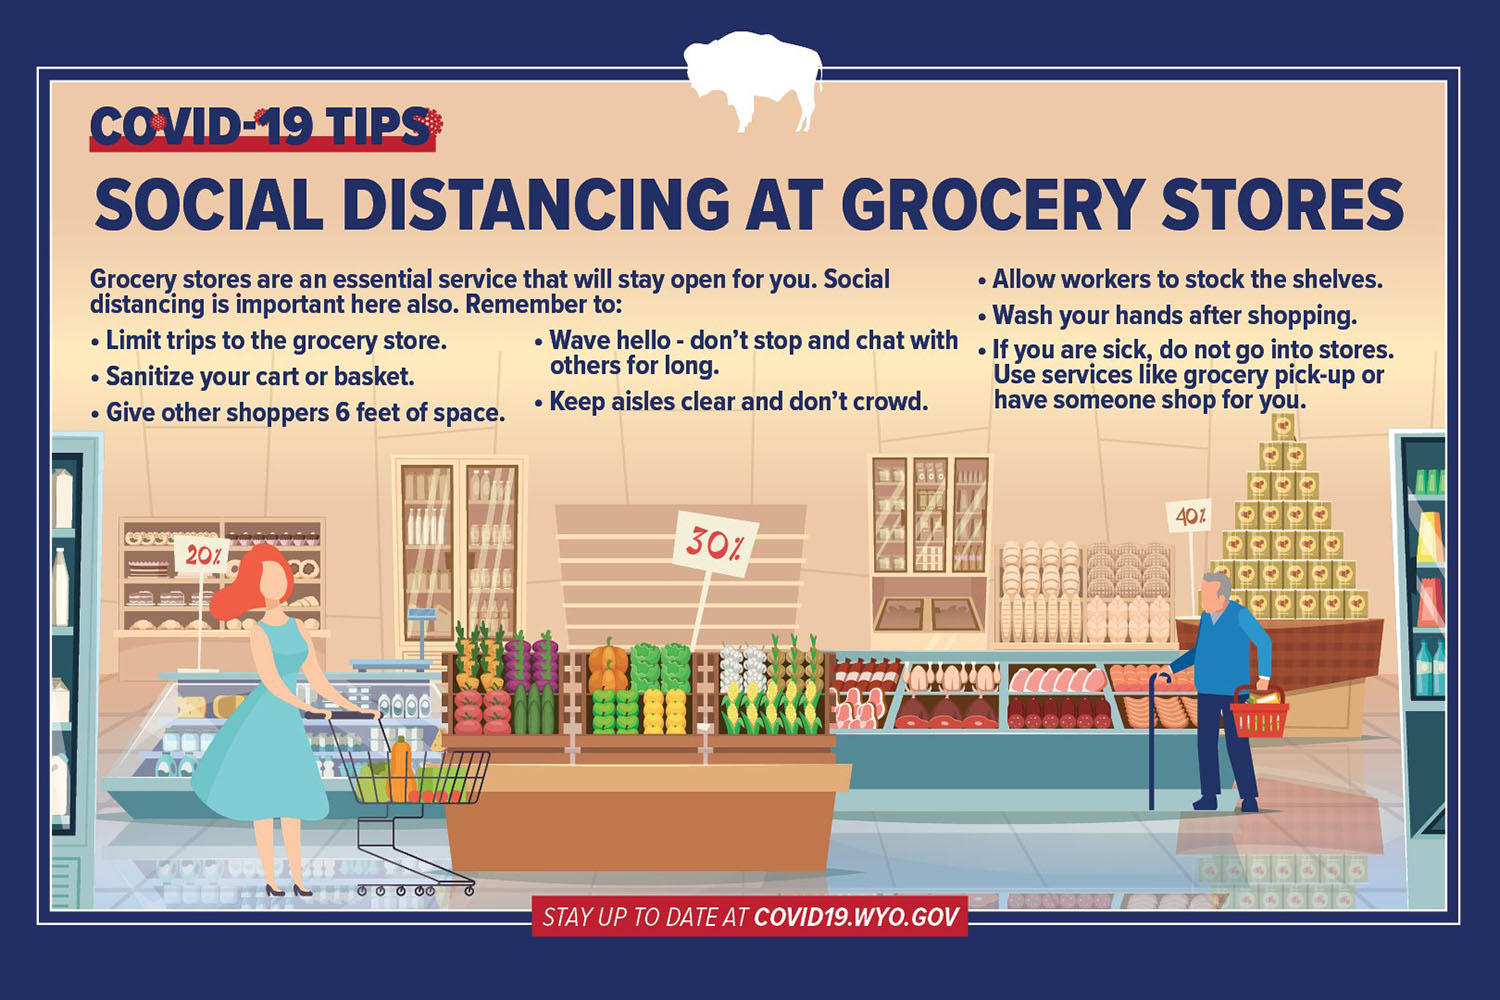 COVID-19 TIPS
SOCIAL DISTANCING AT GROCERY STORES
Grocery stores are an essential service that will stay open for you. Social
distancing is important here also. Remember to:
• Limit trips to the grocery store.
• Sanitize your cart or basket.
• Give other shoppers 6 feet of space.
• Wave hello - don't stop and chat with
others for long.
• Keep aisles clear and don't crowd.
• Allow workers to stock the shelves.
• Wash your hands after shopping.
• If you are sick, do not go into stores.
Use services like grocery pick-up or
have someone shop for you.
20%
30%
40%
STAY UP TO DATE AT COVID19.WYO.GOV